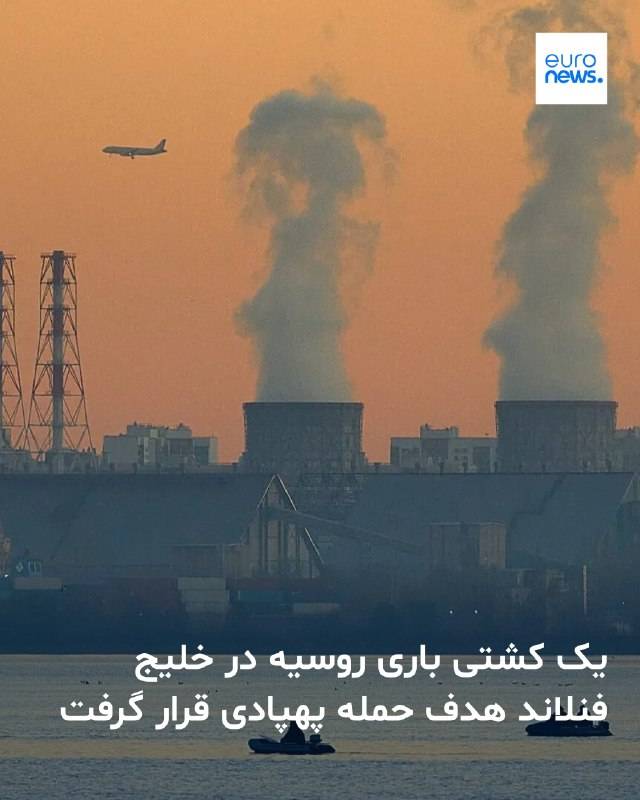 euro
news.
یک کشتی باری روسیه در خلیج
فنلاند هدف حمله پهپادی قرار گرفت